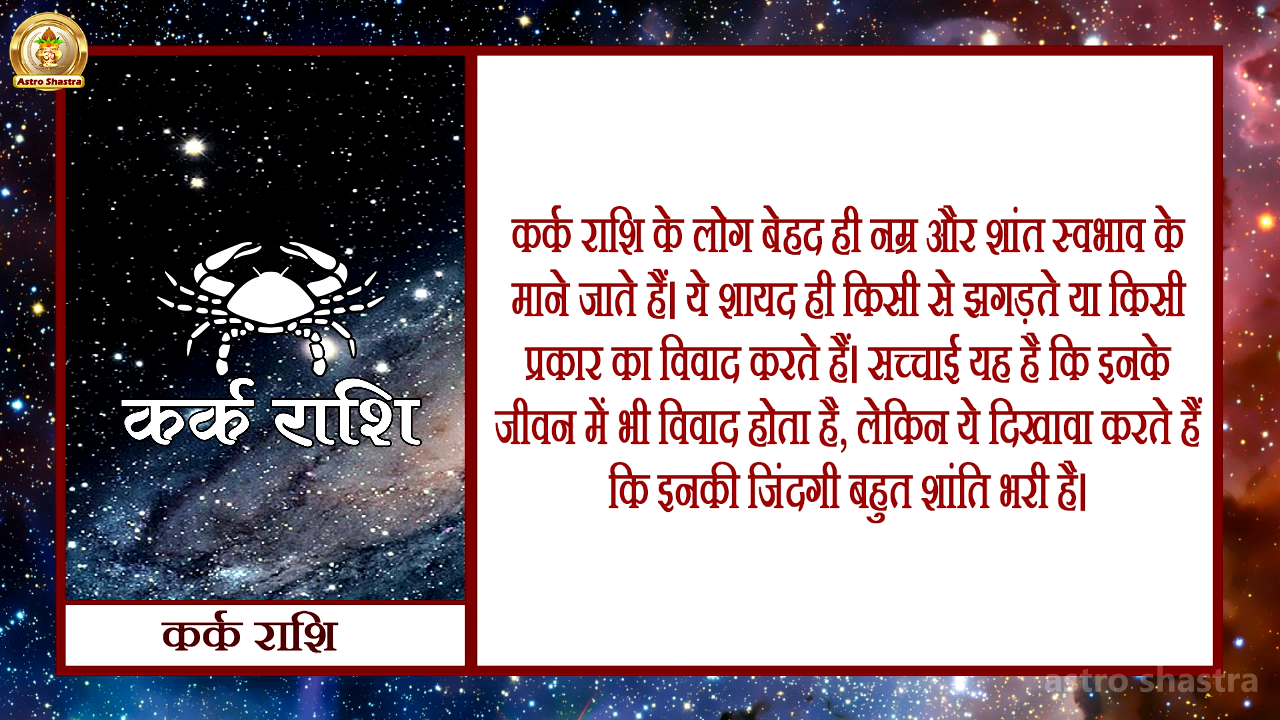 Astro Shastra
कर्क राशि
कर्क राशि
कर्क राशि के लोग बेहद ही नम्र और शांत स्वभाव के
माने जाते हैं। ये शायद ही किसी से झगड़ते या किसी
प्रकार का विवाद करते हैं। सच्चाई यह है कि इनके
जीवन में भी विवाद होता है, लेकिन ये दिखावा करते हैं
कि इनकी जिंदगी बहुत शांति भरी है।
astro shastra